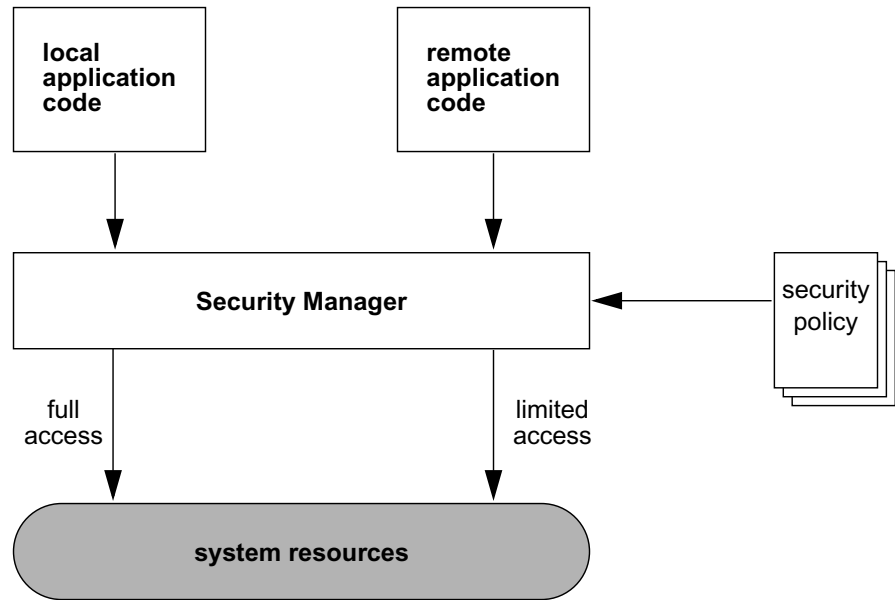 local
application
code
remote
application
code
Security Manager
security
policy
full
access
limited
access
system resources